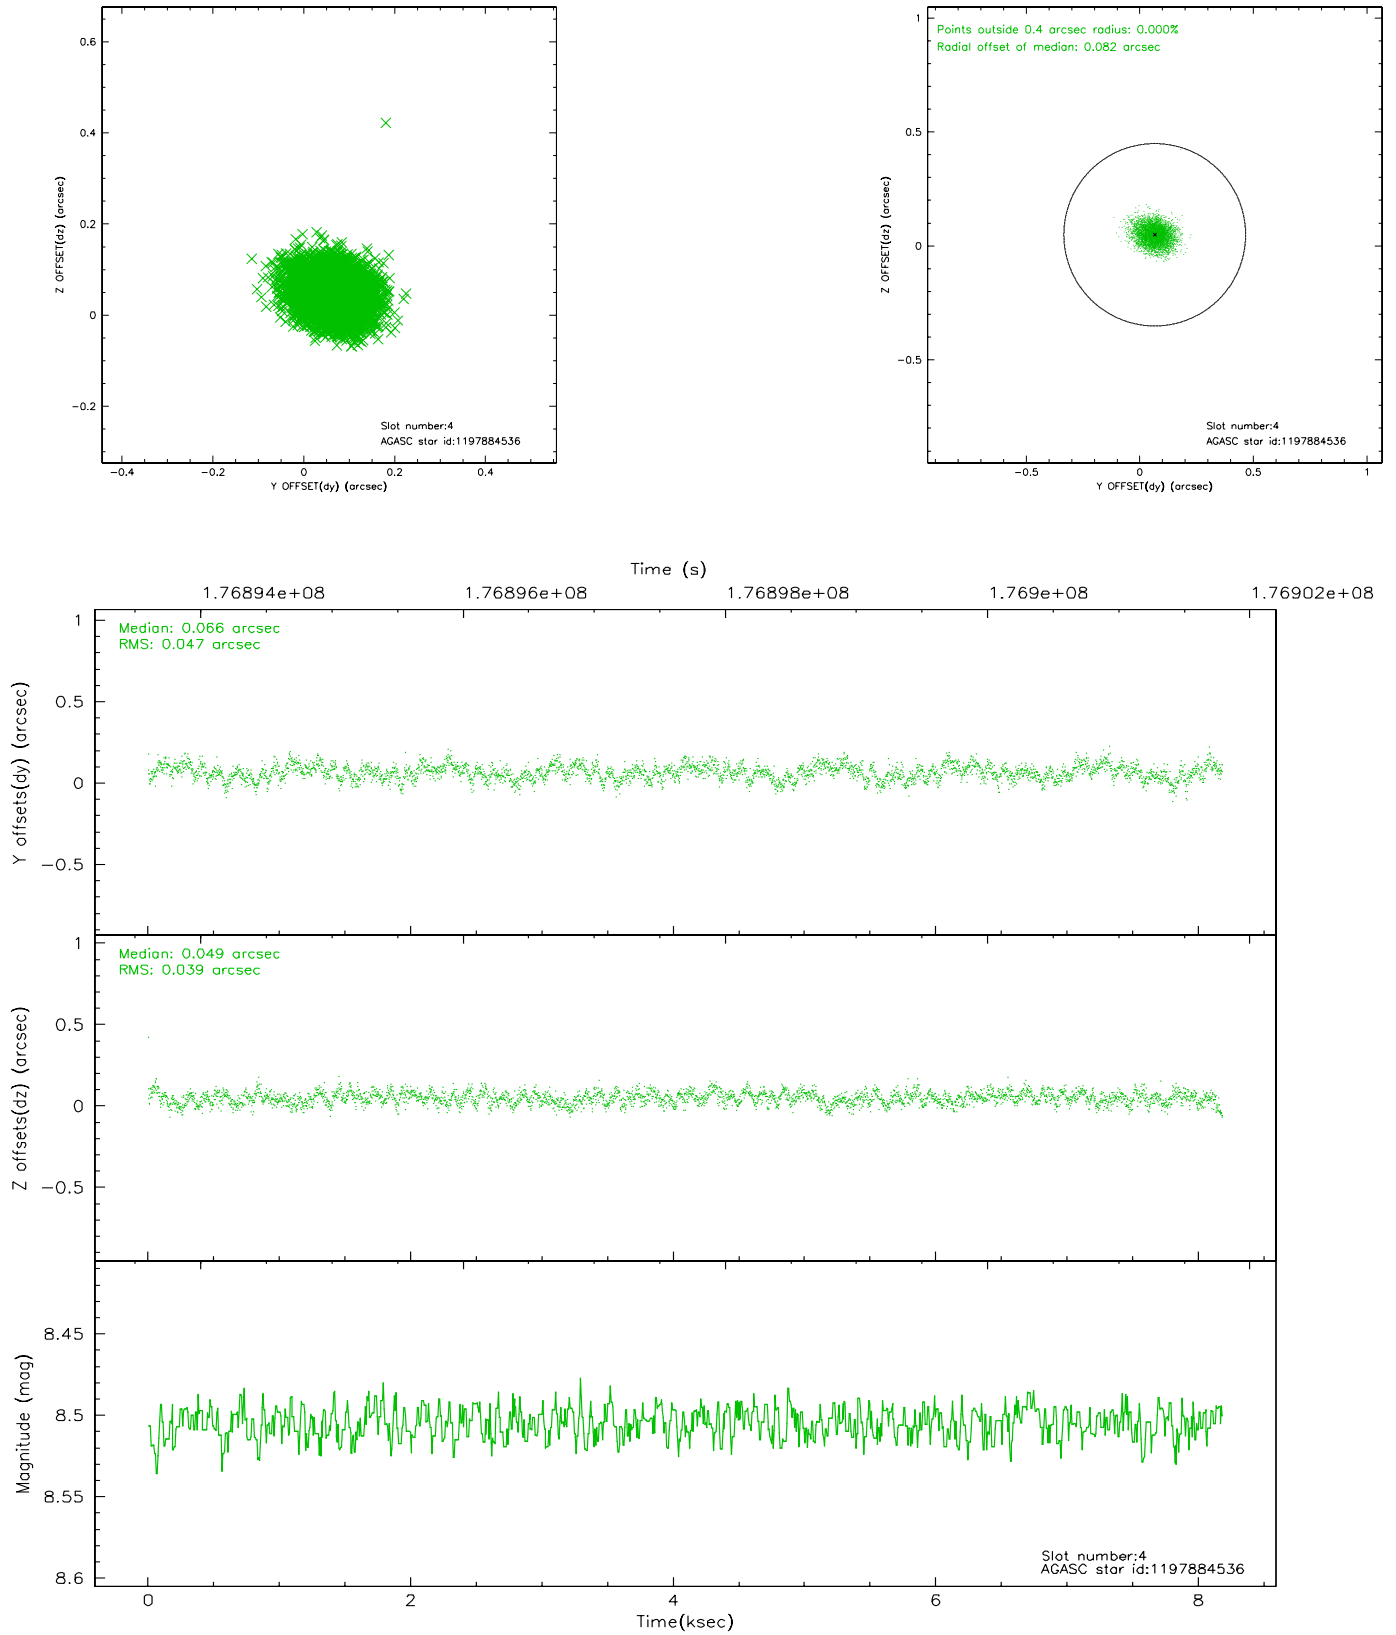 0.6
0.4
0.2
0
−0.2
Z OFFSET(dz) (arcsec)
Slot number:4
AGASC star id:1197884536
−0.4 −0.2 0 0.2 0.4
Y OFFSET(dy) (arcsec)
Points outside 0.4 arcsec radius: 0.000%
Radial offset of median: 0.082 arcsec
1
0.5
0
−0.5
Z OFFSET(dz) (arcsec)
Slot number:4
AGASC star id:1197884536
−0.5 0 0.5 1
Y OFFSET(dy) (arcsec)
Time (s)
1.76894e+08 1.76896e+08 1.76898e+08 1.769e+08 1.76902e+08
Median: 0.066 arcsec
RMS: 0.047 arcsec
1
0.5
0
−0.5
Y offsets(dy) (arcsec)
Median: 0.049 arcsec
RMS: 0.039 arcsec
1
0.5
0
−0.5
Z offsets(dz) (arcsec)
8.45
8.5
8.55
8.6
Magnitude (mag)
Slot number:4
AGASC star id:1197884536
0 2 4 6 8
Time(ksec)